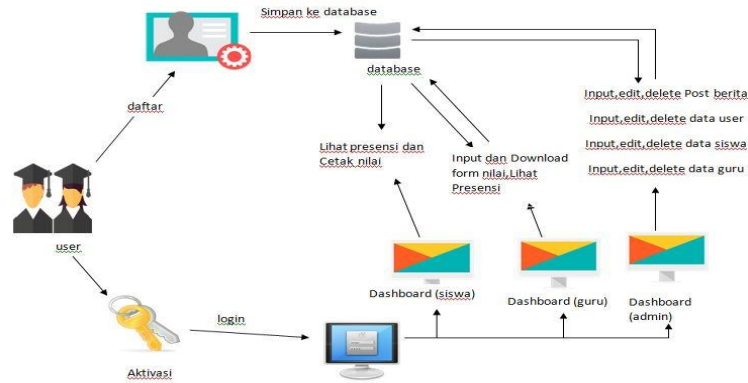 Simpan ke database
database
daftar
Input,edit,delete Post berita
Input,edit,delete data user
Input,edit,delete data siswa
Input,edit,delete data guru
Lihat presensi dan
Cetak nilai
Input dan Download
form nilai,Lihat
Presensi
user
Dashboard (siswa)
Dashboard (guru)
Dashboard
(admin)
login
Aktivasi